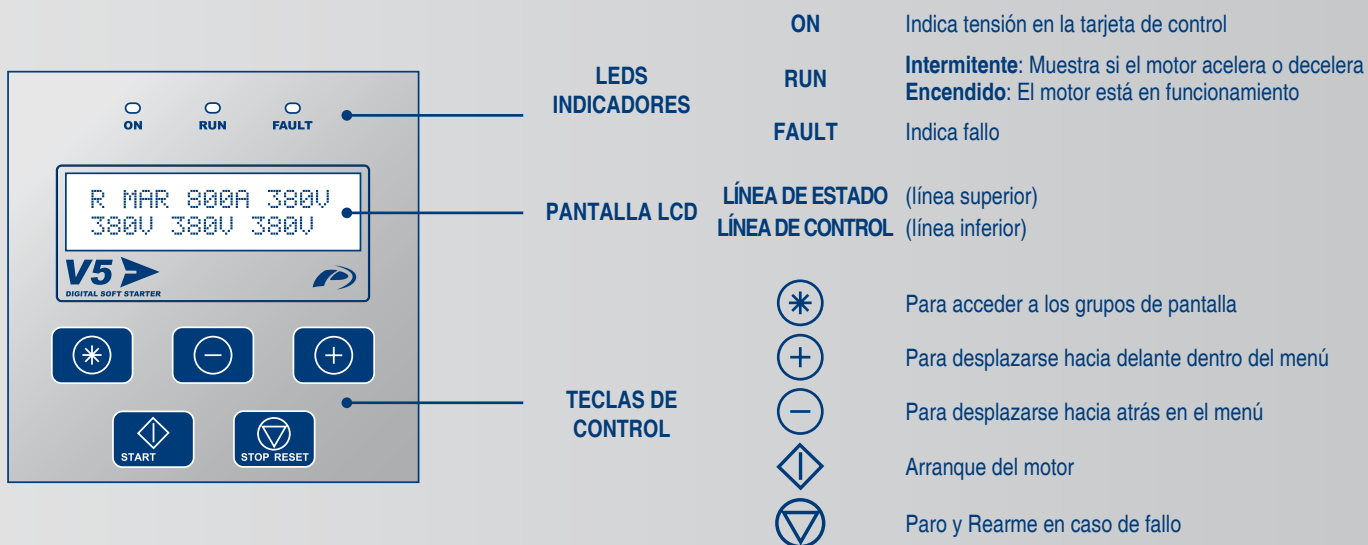 ON
RUN
FAULT
R MAR 800A 380V
380V 380V 380V
V5
DIGITAL SOFT STARTER
START
STOP RESET
LEDS
INDICADORES
PANTALLA LCD
TECLAS DE
CONTROL
ON Indica tensión en la tarjeta de control
RUN Intermitente: Muestra si el motor acelera o decelera
Encendido: El motor está en funcionamiento
FAULT Indica fallo
LÍNEA DE ESTADO (línea superior)
LÍNEA DE CONTROL (línea inferior)
Para acceder a los grupos de pantalla
Para desplazarse hacia delante dentro del menú
Para desplazarse hacia atrás en el menú
Arranque del motor
Paro y Rearme en caso de fallo